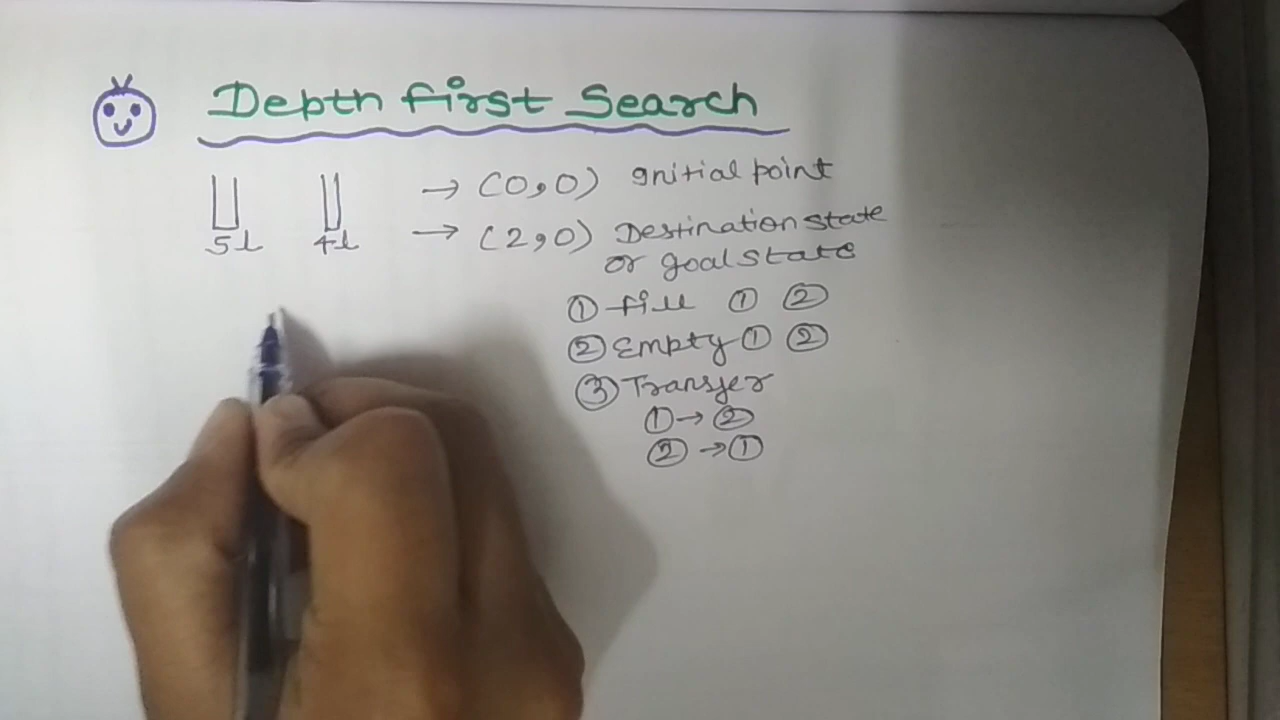 Depth First Search
5l 4l
→ (0,0) Initial point
→ (2,0) Destination state
or goal state
① fill ① ②
② Empty ① ②
③ Transfer
① → ②
② → ①